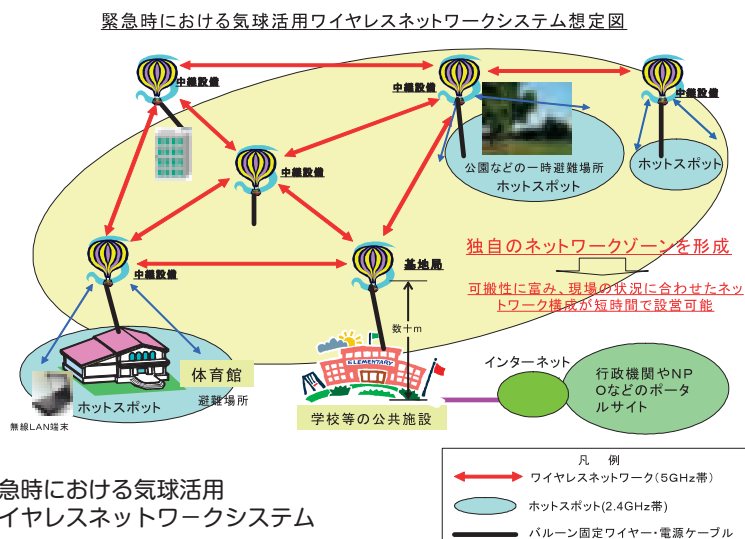 緊急時における気球活用ワイヤレスネットワークシステム想定図
中継設備
中継設備
中継設備
中継設備
公園などの一時避難場所
ホットスポット
ホットスポット
独自のネットワークゾーンを形成
可搬性に富み、現場の状況に合わせたネッ
トワーク構成が短時間で設営可能
中継設備
基地局
数十m
ELEMENTARY
体育館
避難場所
ホットスポット
無線LAN端末
学校等の公共施設
インターネット
行政機関やNP
Oなどのポータ
ルサイト
凡 例
ワイヤレスネットワーク(5GHz帯)
ホットスポット(2.4GHz帯)
バルーン固定ワイヤー・電源ケーブル
急時における気球活用
イヤレスネットワークシステム